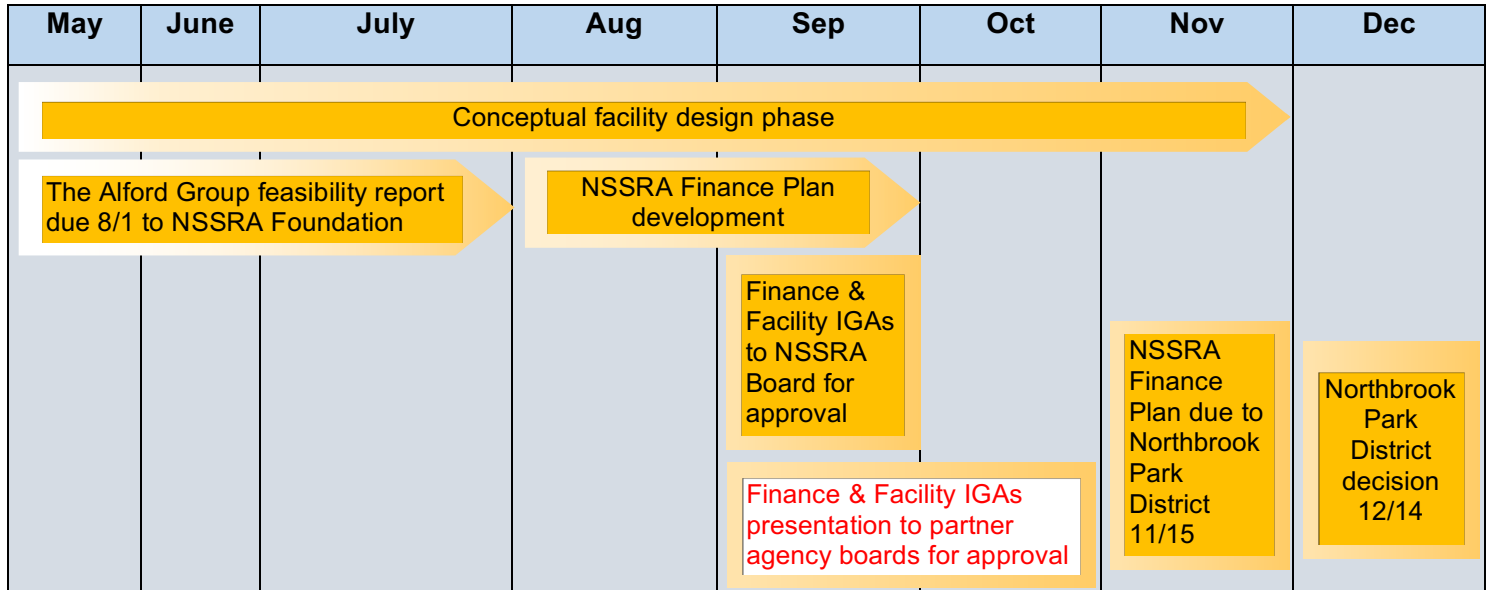 May June July Aug Sep Oct Nov Dec
Conceptual facility design phase
The Alford Group feasibility report
due 8/1 to NSSRA Foundation
NSSRA Finance Plan
development
Finance &
Facility IGAs
to NSSRA
Board for
approval
Finance & Facility IGAs
presentation to partner
agency boards for approval
NSSRA
Finance
Plan due to
Northbrook
Park
District
11/15
Northbrook
Park
District
decision
12/14